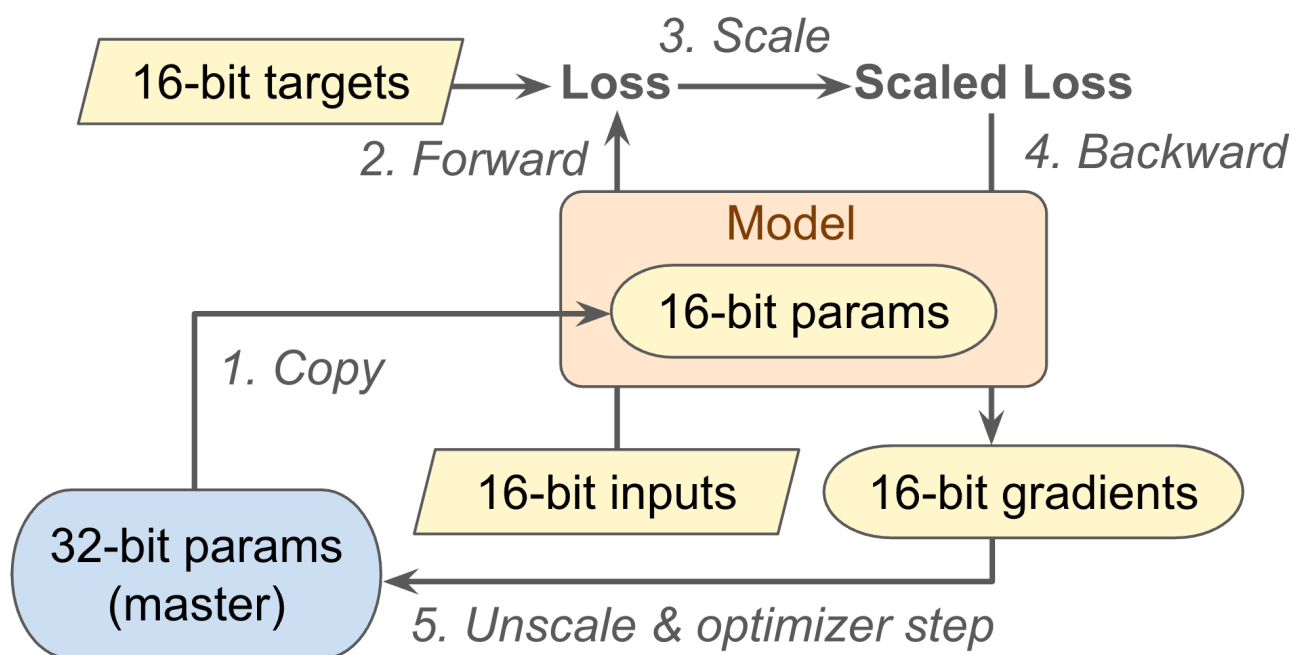 3. Scale
16-bit targets
Loss
Scaled Loss
2. Forward
4. Backward
Model
16-bit params
1. Copy
16-bit inputs
16-bit gradients
32-bit params
(master)
5. Unscale & optimizer step